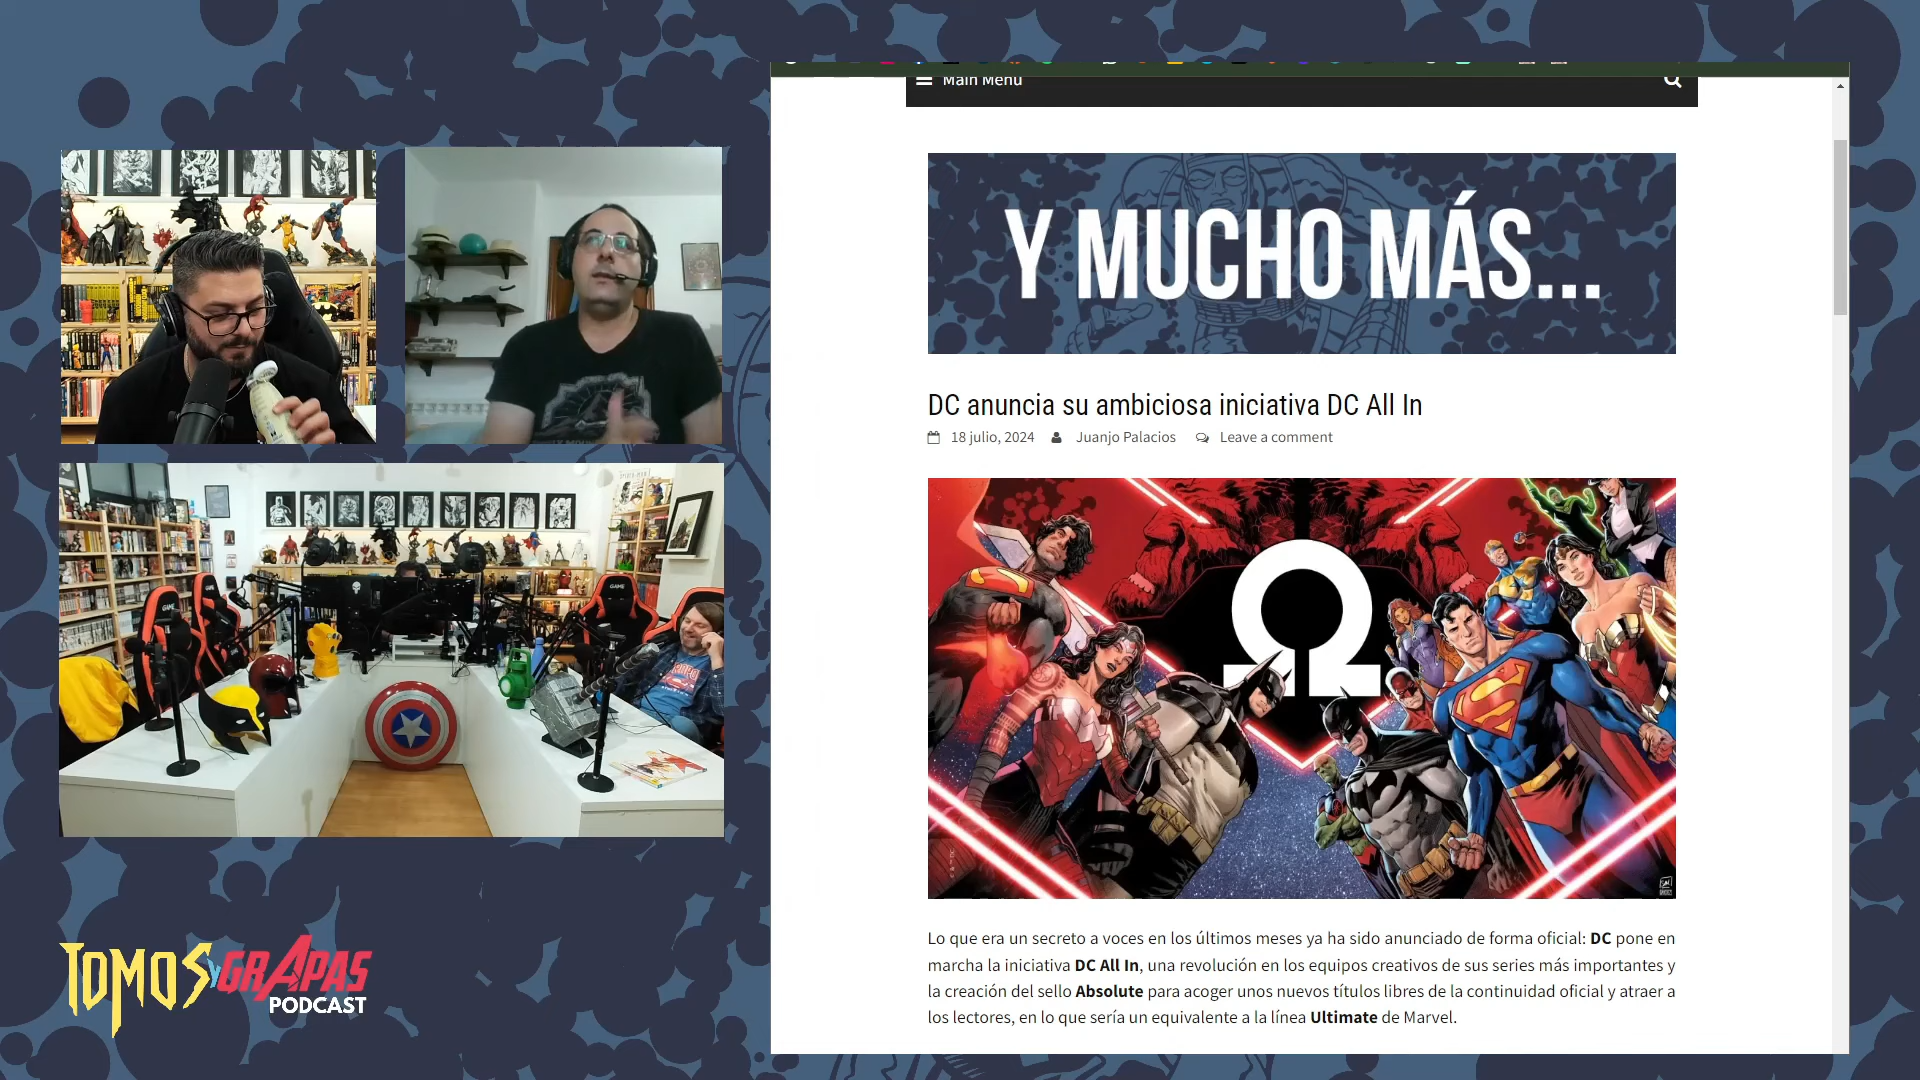 Main Menu
Y MUCHO MÁS...
DC anuncia su ambiciosa iniciativa DC All In
18 julio, 2024 Juanjo Palacios Leave a comment
Lo que era un secreto a voces en los últimos meses ya ha sido anunciado de forma oficial: DC pone en
marcha la iniciativa DC All In, una revolución en los equipos creativos de sus series más importantes y
la creación del sello Absolute para acoger unos nuevos títulos libres de la continuidad oficial y atraer a
los lectores, en lo que sería un equivalente a la línea Ultimate de Marvel.
TOMOS y GRAPAS
PODCAST